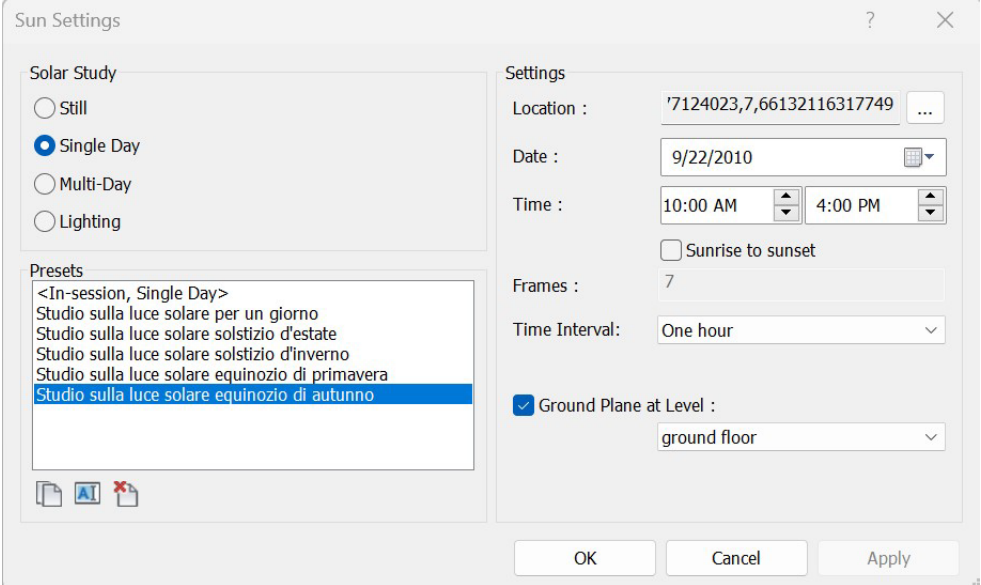 Sun Settings
?
Solar Study
Still
Single Day
Multi-Day
Lighting
Presets
<In-session, Single Day>
Studio sulla luce solare per un giorno
Studio sulla luce solare solstizio d'estate
Studio sulla luce solare solstizio d'inverno
Studio sulla luce solare equinozio di primavera
Studio sulla luce solare equinozio di autunno
AI
Settings
Location : '7124023,7,66132116317749 ...
Date : 9/22/2010
Time : 10:00 AM 4:00 PM
Sunrise to sunset
Frames : 7
Time Interval: One hour
Ground Plane at Level :
ground floor
OK Cancel Apply